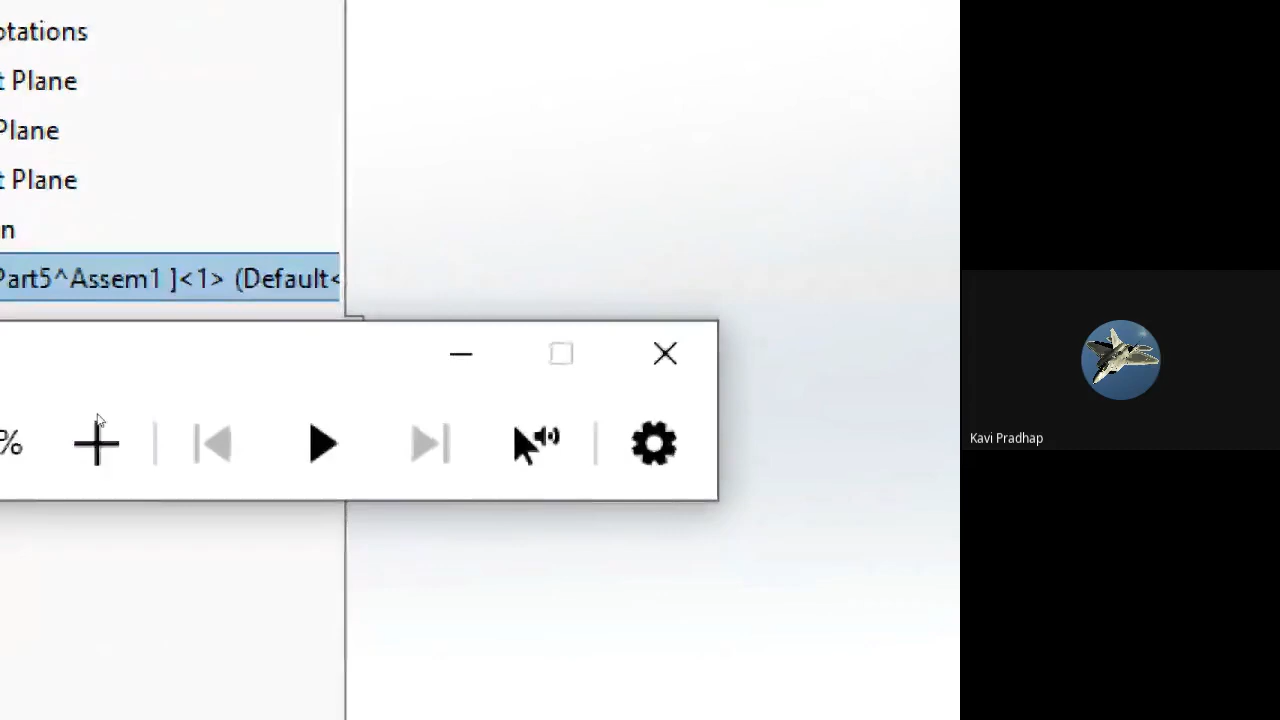 otations
t Plane
Plane
t Plane
n
Part5^Assem1 ]<1> (Default<
%
Kavi Pradhap